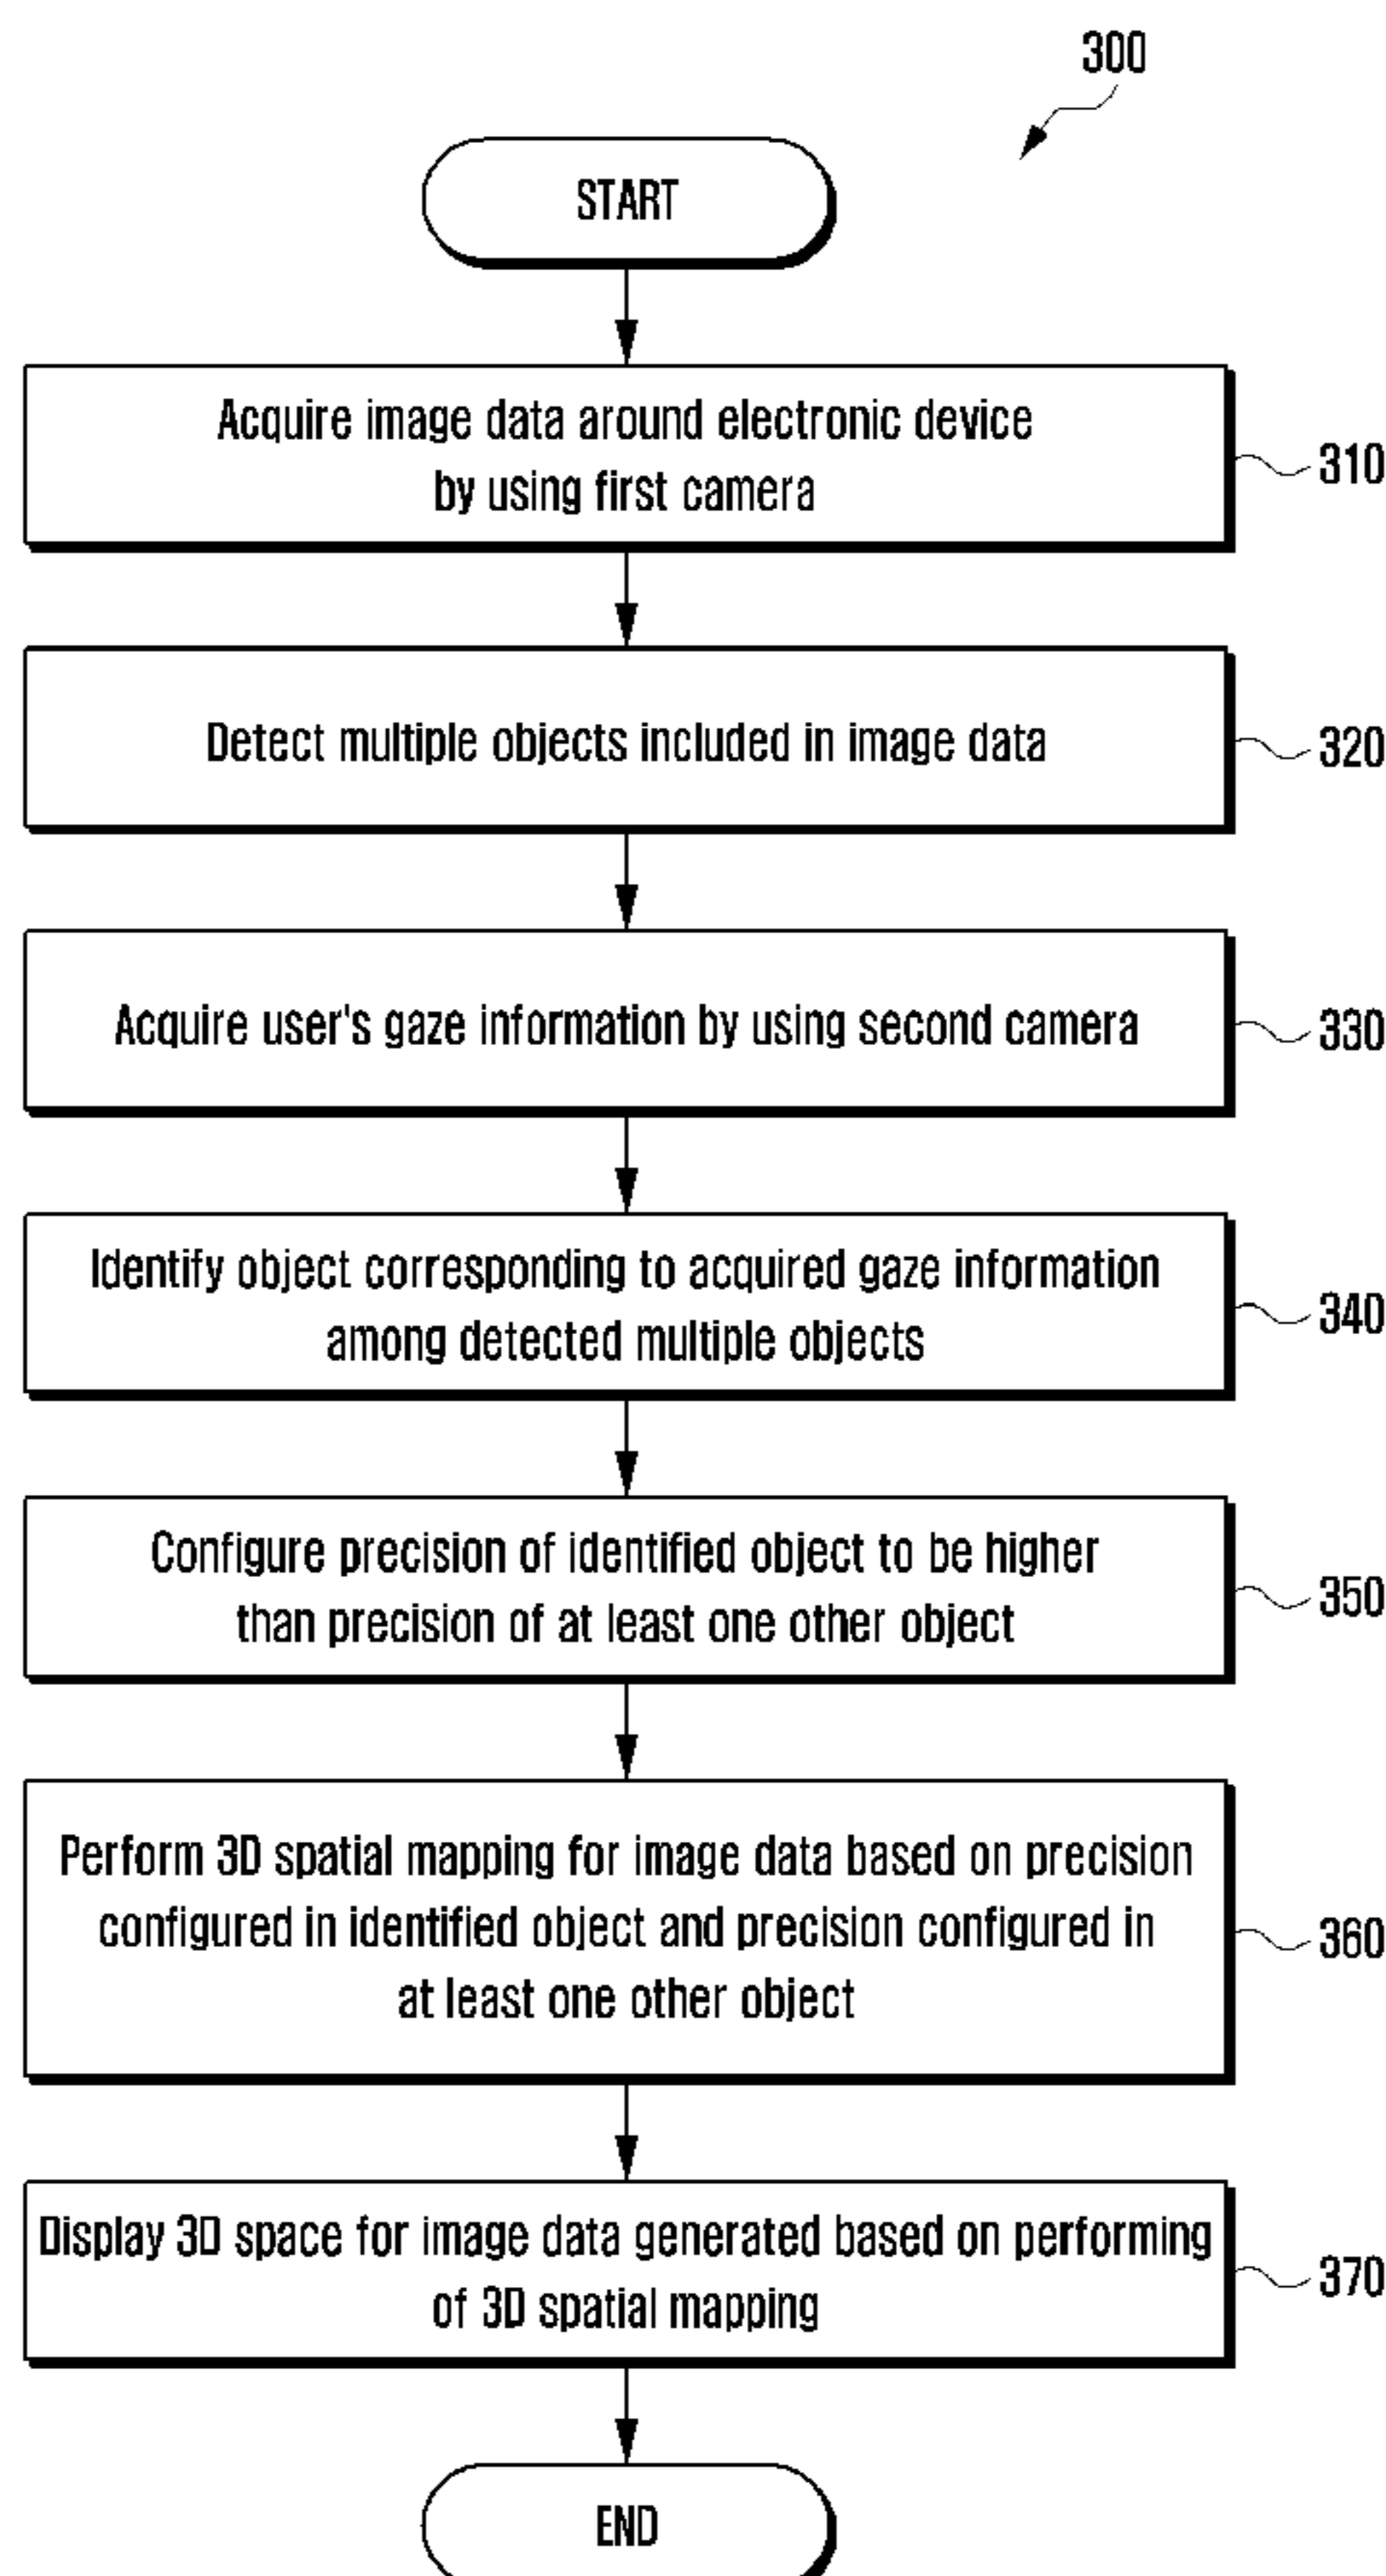 300
START
Acquire image data around electronic device
by using first camera
310
Detect multiple objects included in image data
320
Acquire user's gaze information by using second camera
330
Identify object corresponding to acquired gaze information
among detected multiple objects
340
Configure precision of identified object to be higher
than precision of at least one other object
350
Perform 3D spatial mapping for image data based on precision
configured in identified object and precision configured in
at least one other object
360
Display 3D space for image data generated based on performing
of 3D spatial mapping
370
END